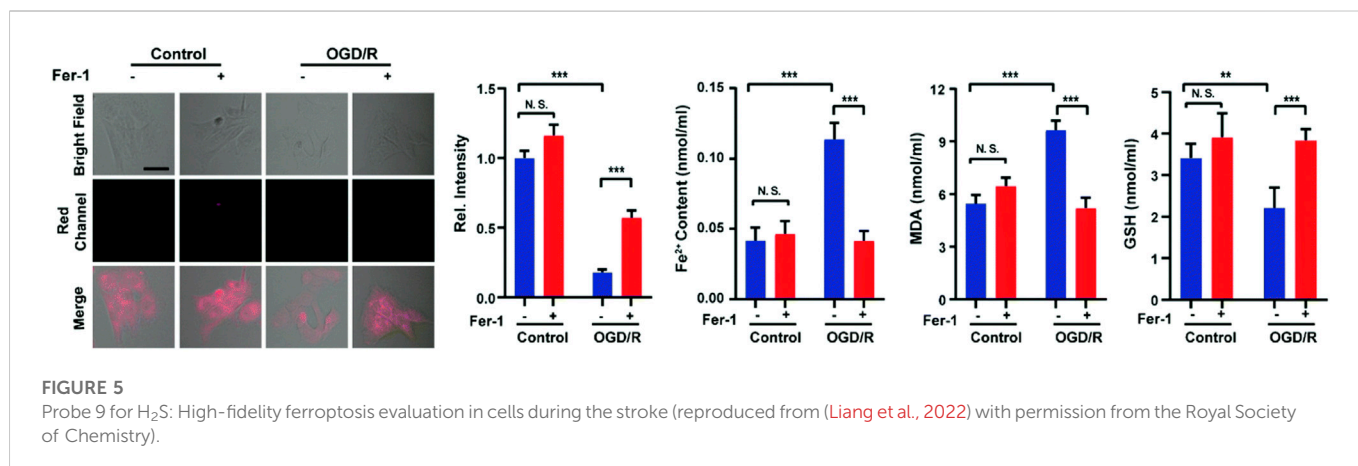 Control OGD/R
Fer-1 - + - +
Bright Field
Red Channel
Merge
Rel. Intensity
1.5
1.0
0.5
0.0
***
N. S.
***
Fer-1 - + - +
Control OGD/R
Fe²⁺ Content (nmol/ml)
0.15
0.10
0.05
0.00
***
N. S.
***
Fer-1 - + - +
Control OGD/R
MDA (nmol/ml)
12
9
6
3
0
***
N. S.
***
Fer-1 - + - +
Control OGD/R
GSH (nmol/ml)
5
4
3
2
1
0
**
N. S.
***
Fer-1 - + - +
Control OGD/R
FIGURE 5
Probe 9 for H₂S: High-fidelity ferroptosis evaluation in cells during the stroke (reproduced from (Liang et al., 2022) with permission from the Royal Society
of Chemistry).